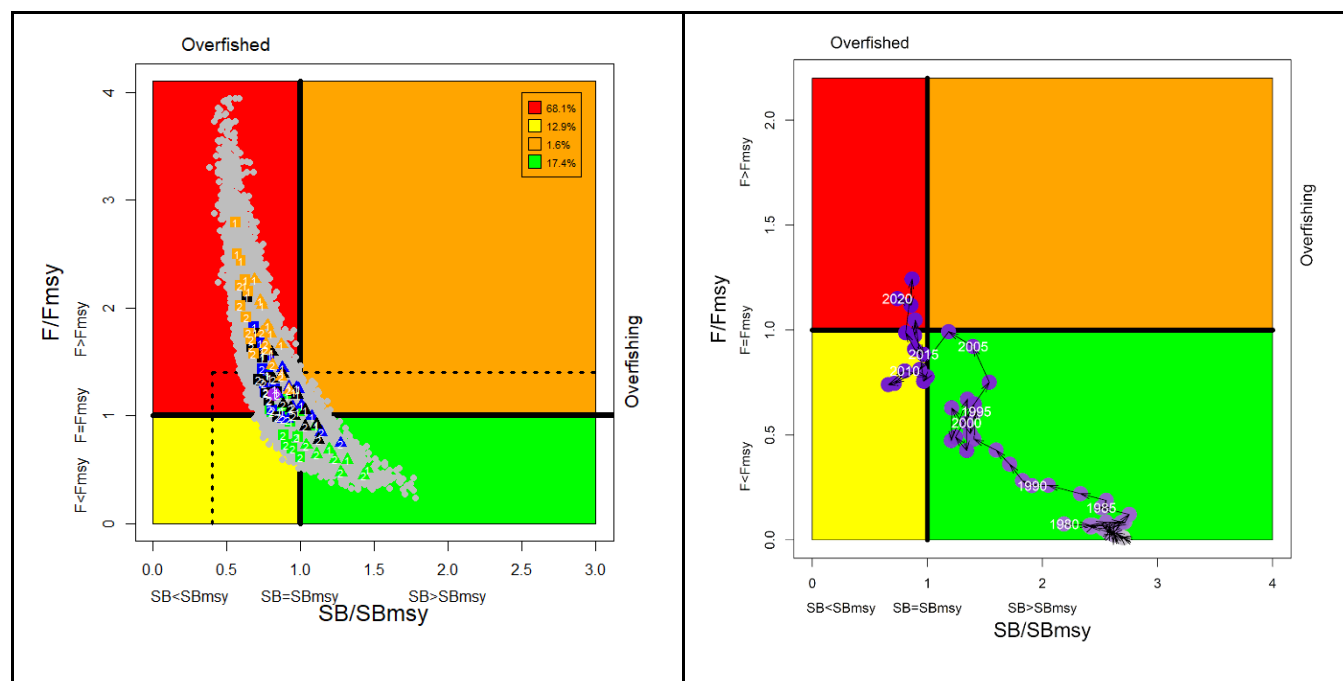 Overfished
68.1%
12.9%
1.6%
17.4%
F/Fmsy
F<Fmsy F=Fmsy F>Fmsy
0 1 2 3 4
Overfishing
0.0 0.5 1.0 1.5 2.0 2.5 3.0
SB<SBmsy SB=SBmsy SB>SBmsy
SB/SBmsy
Overfished
F/Fmsy
F<Fmsy F=Fmsy F>Fmsy
0.0 0.5 1.0 1.5 2.0
2020
2015
2010
2005
1995
2000
1990
1985
1980
Overfishing
0 1 2 3 4
SB<SBmsy SB=SBmsy SB>SBmsy
SB/SBmsy